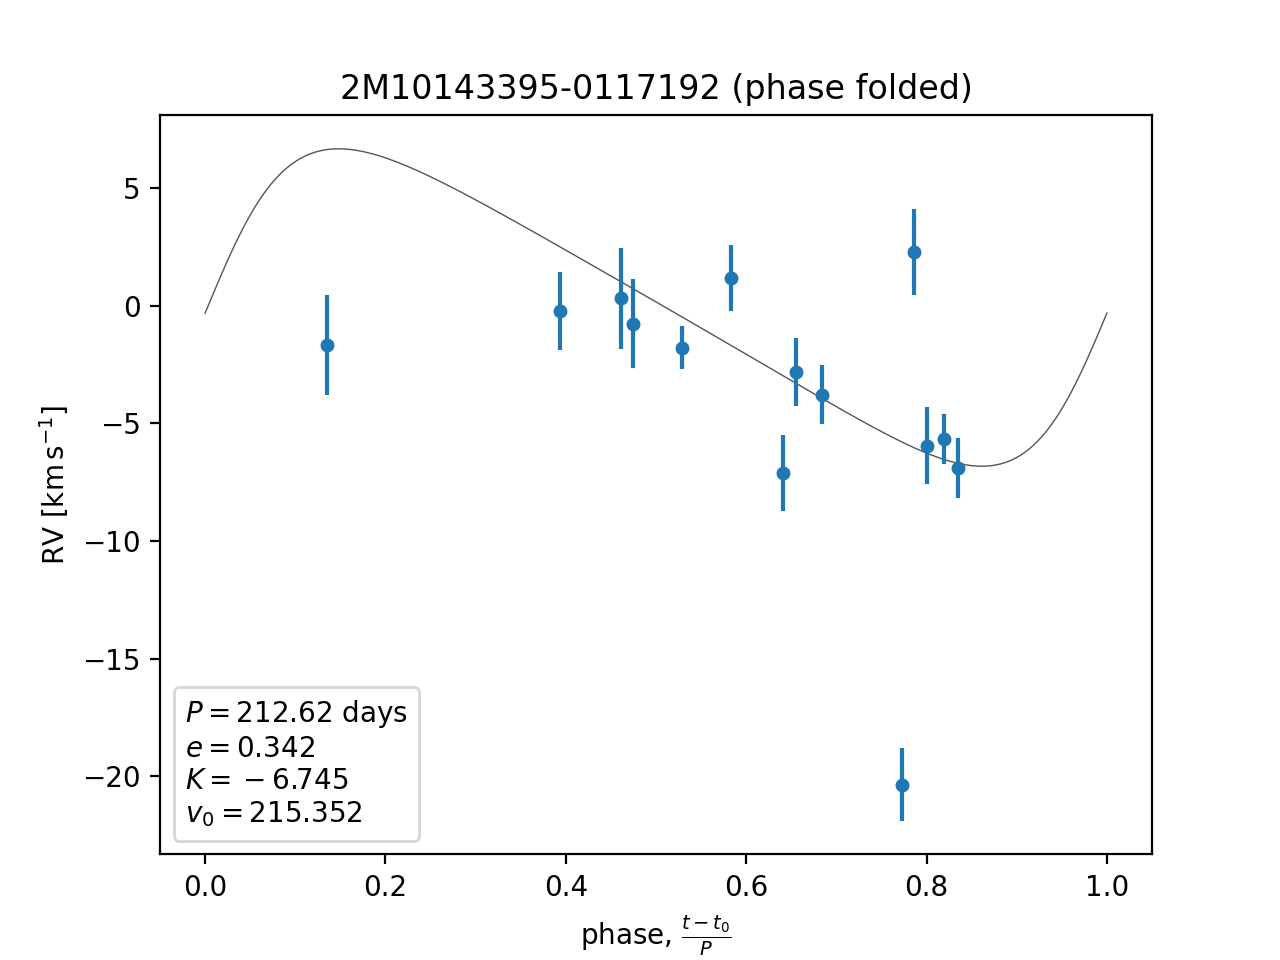 2M10143395-0117192 (phase folded)
RV [km s⁻¹]
5
0
−5
−10
−15
−20
P = 212.62 days
e = 0.342
K = −6.745
v₀ = 215.352
0.0 0.2 0.4 0.6 0.8 1.0
phase, (t − t₀)/P